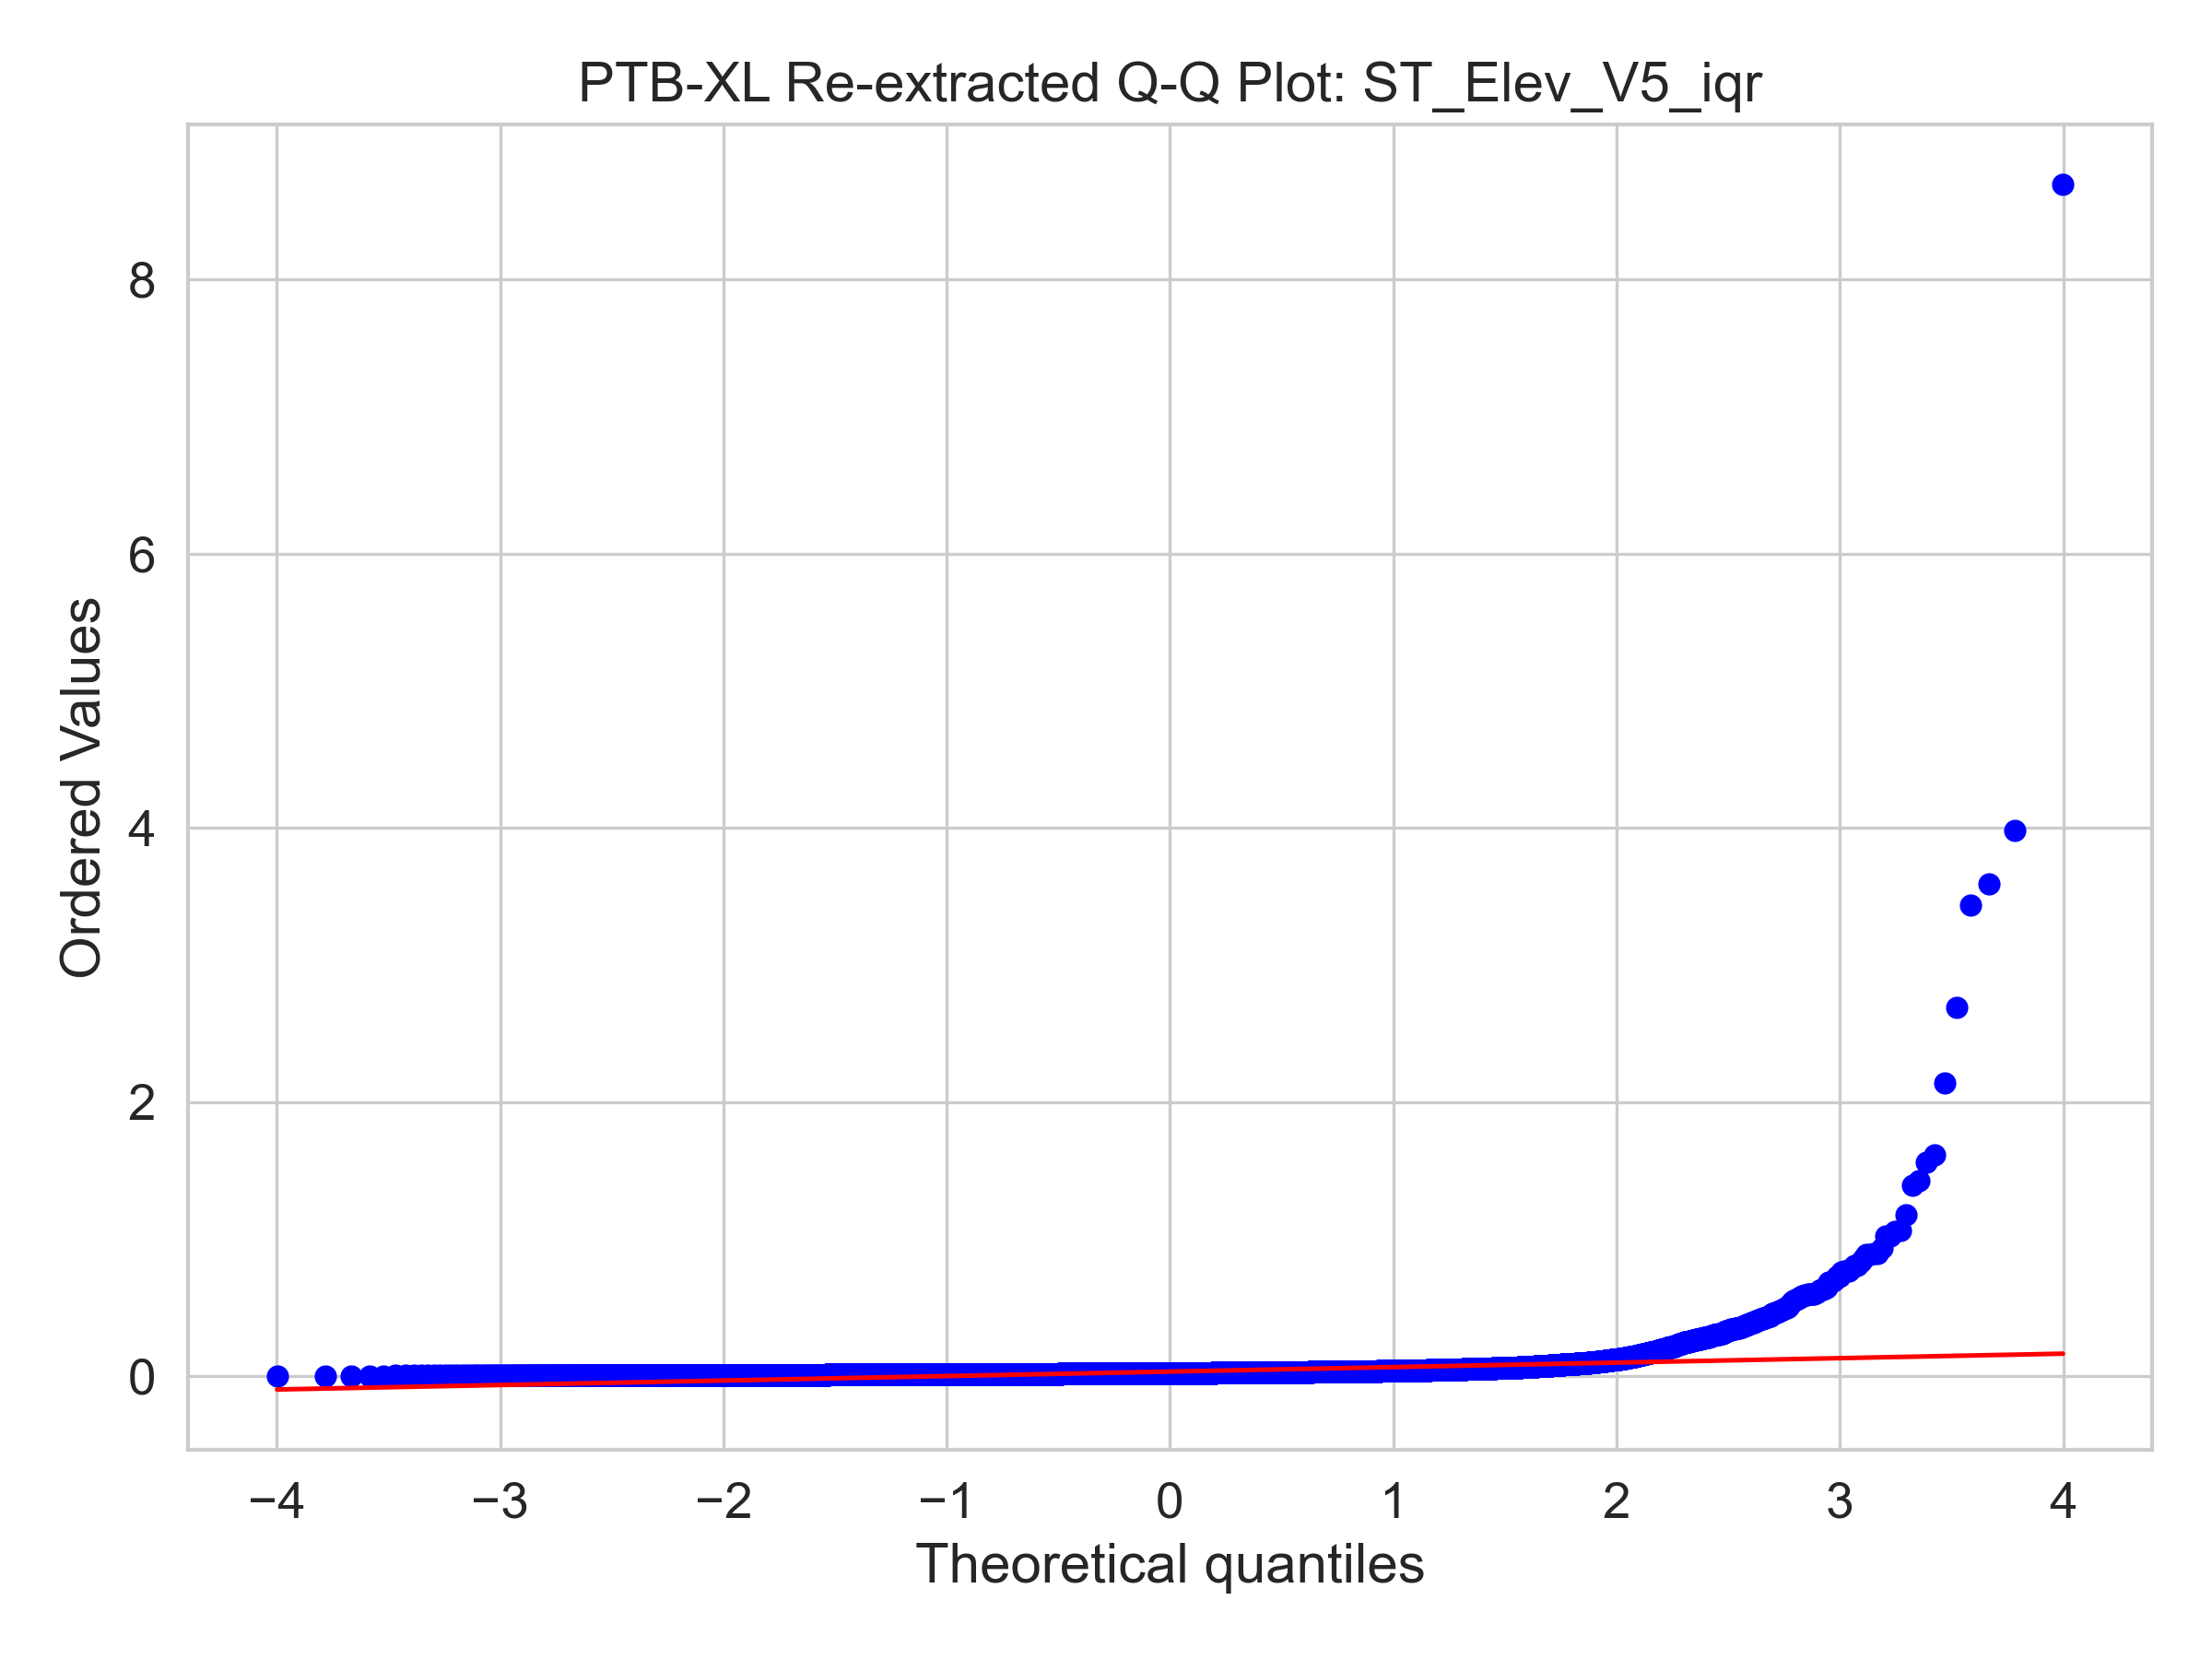 PTB-XL Re-extracted Q-Q Plot: ST_Elev_V5_iqr
8
6
4
2
0
Ordered Values
−4 −3 −2 −1 0 1 2 3 4
Theoretical quantiles